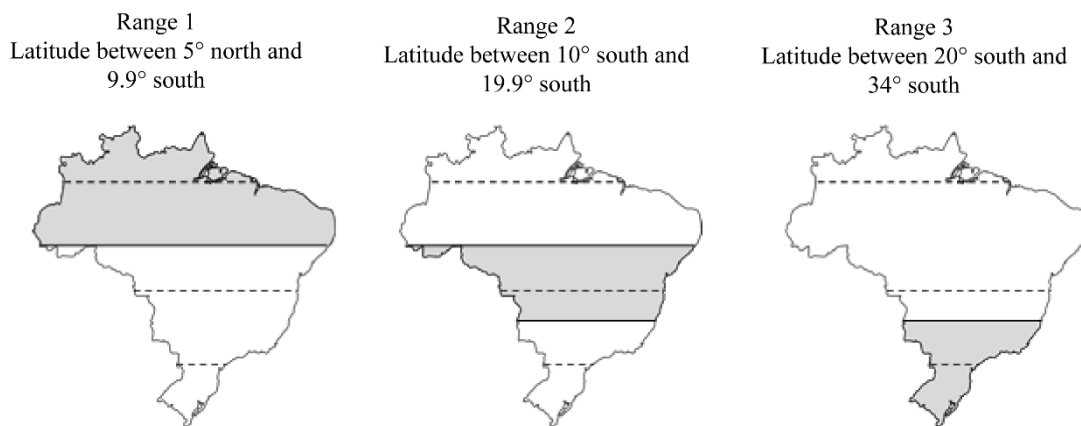 Range 1
Latitude between 5° north and
9.9° south
Range 2
Latitude between 10° south and
19.9° south
Range 3
Latitude between 20° south and
34° south